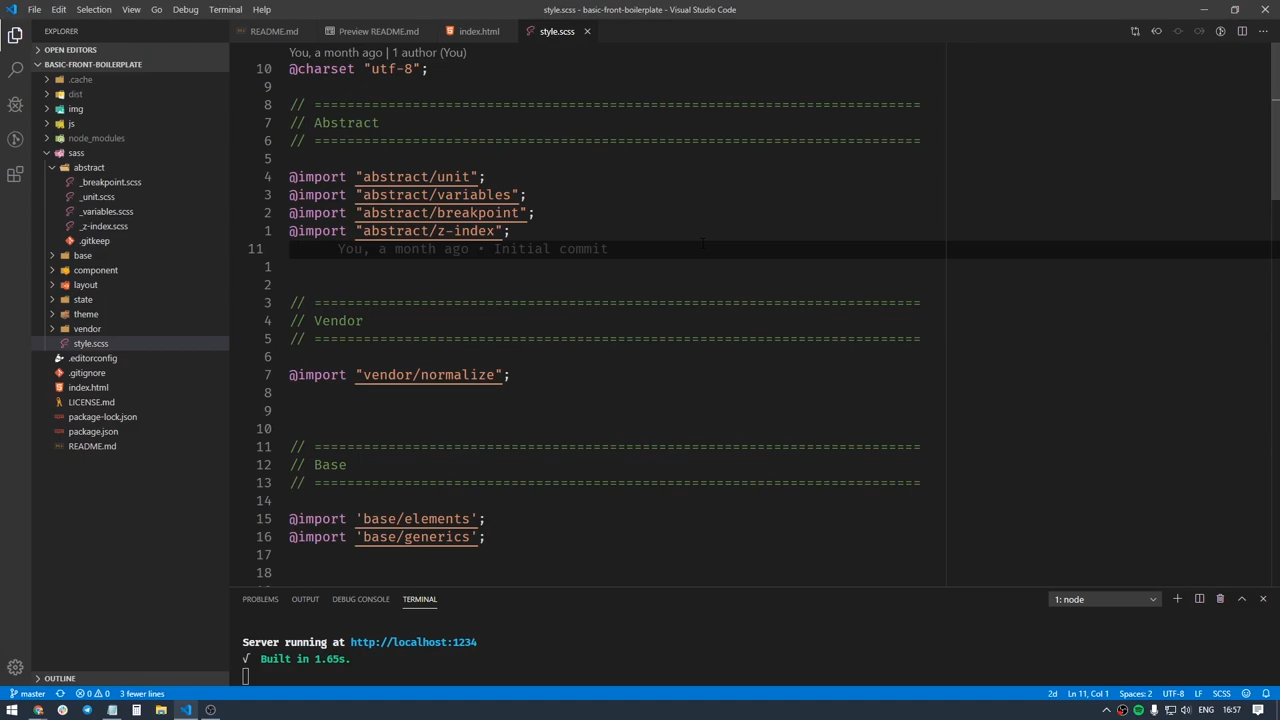 File Edit Selection View Go Debug Terminal Help
style.scss - basic-front-boilerplate - Visual Studio Code
EXPLORER
OPEN EDITORS
BASIC-FRONT-BOILERPLATE
.cache
dist
img
js
node_modules
sass
abstract
_breakpoint.scss
_unit.scss
_variables.scss
_z-index.scss
.gitkeep
base
component
layout
state
theme
vendor
style.scss
.editorconfig
.gitignore
index.html
LICENSE.md
package-lock.json
package.json
README.md
OUTLINE
README.md Preview README.md index.html style.scss
You, a month ago | 1 author (You)
10 @charset "utf-8";
9
8 // ==========================================================================
7 // Abstract
6 // ==========================================================================
5
4 @import "abstract/unit";
3 @import "abstract/variables";
2 @import "abstract/breakpoint";
1 @import "abstract/z-index";
11 You, a month ago • Initial commit
1
2
3 // ==========================================================================
4 // Vendor
5 // ==========================================================================
6
7 @import "vendor/normalize";
8
9
10
11 // ==========================================================================
12 // Base
13 // ==========================================================================
14
15 @import 'base/elements';
16 @import 'base/generics';
17
18
PROBLEMS OUTPUT DEBUG CONSOLE TERMINAL
1: node
Server running at http://localhost:1234
√ Built in 1.65s.
master 0 0 3 fewer lines
2d Ln 11, Col 1 Spaces: 2 UTF-8 LF SCSS
ENG 16:57